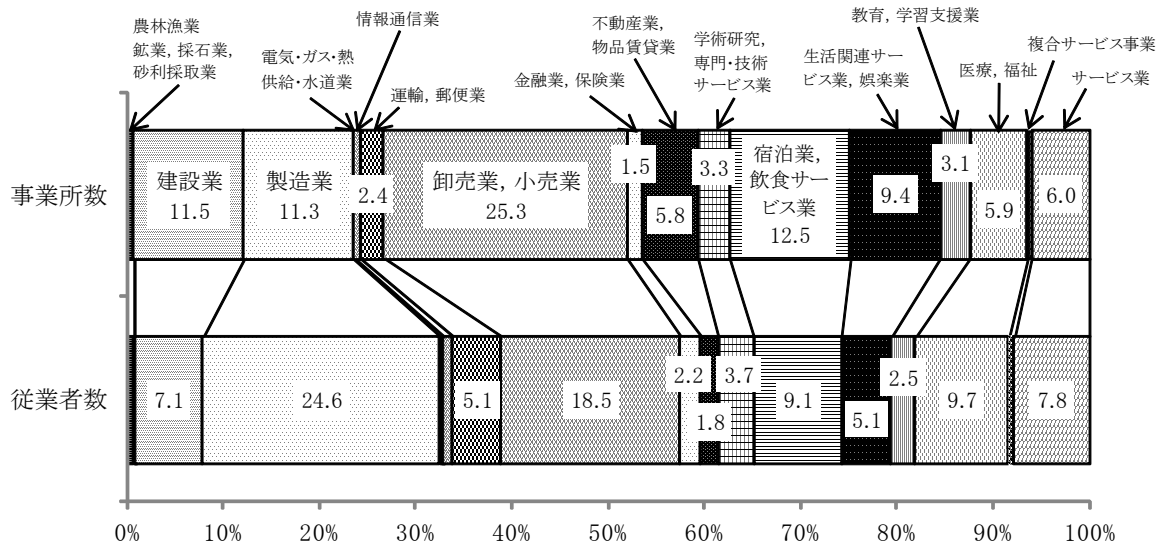 農林漁業
鉱業，採石業，
砂利採取業
電気・ガス・熱
供給・水道業
情報通信業
運輸，郵便業
金融業，保険業
不動産業，
物品賃貸業
学術研究，
専門・技術
サービス業
生活関連サー
ビス業，娯楽業
教育，学習支援業
医療，福祉
複合サービス事業
サービス業
事業所数
建設業
11.5
製造業
11.3
2.4
卸売業，小売業
25.3
1.5
5.8
3.3
宿泊業，
飲食サー
ビス業
12.5
9.4
3.1
5.9
6.0
従業者数
7.1
24.6
5.1
18.5
2.2
1.8
3.7
9.1
5.1
2.5
9.7
7.8
0%
10%
20%
30%
40%
50%
60%
70%
80%
90%
100%